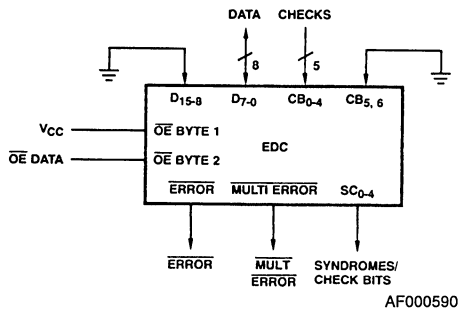 DATA CHECKS
8 5
D15-8 D7-0 CB0-4 CB5, 6
VCC OE BYTE 1
EDC
OE DATA OE BYTE 2
ERROR MULTI ERROR SC0-4
ERROR MULT ERROR SYNDROMES/
CHECK BITS
AF000590